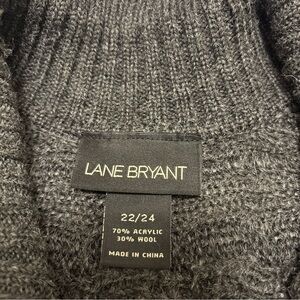 LANE BRYANT
22/24
70% ACRYLIC
30% WOOL
MADE IN CHINA